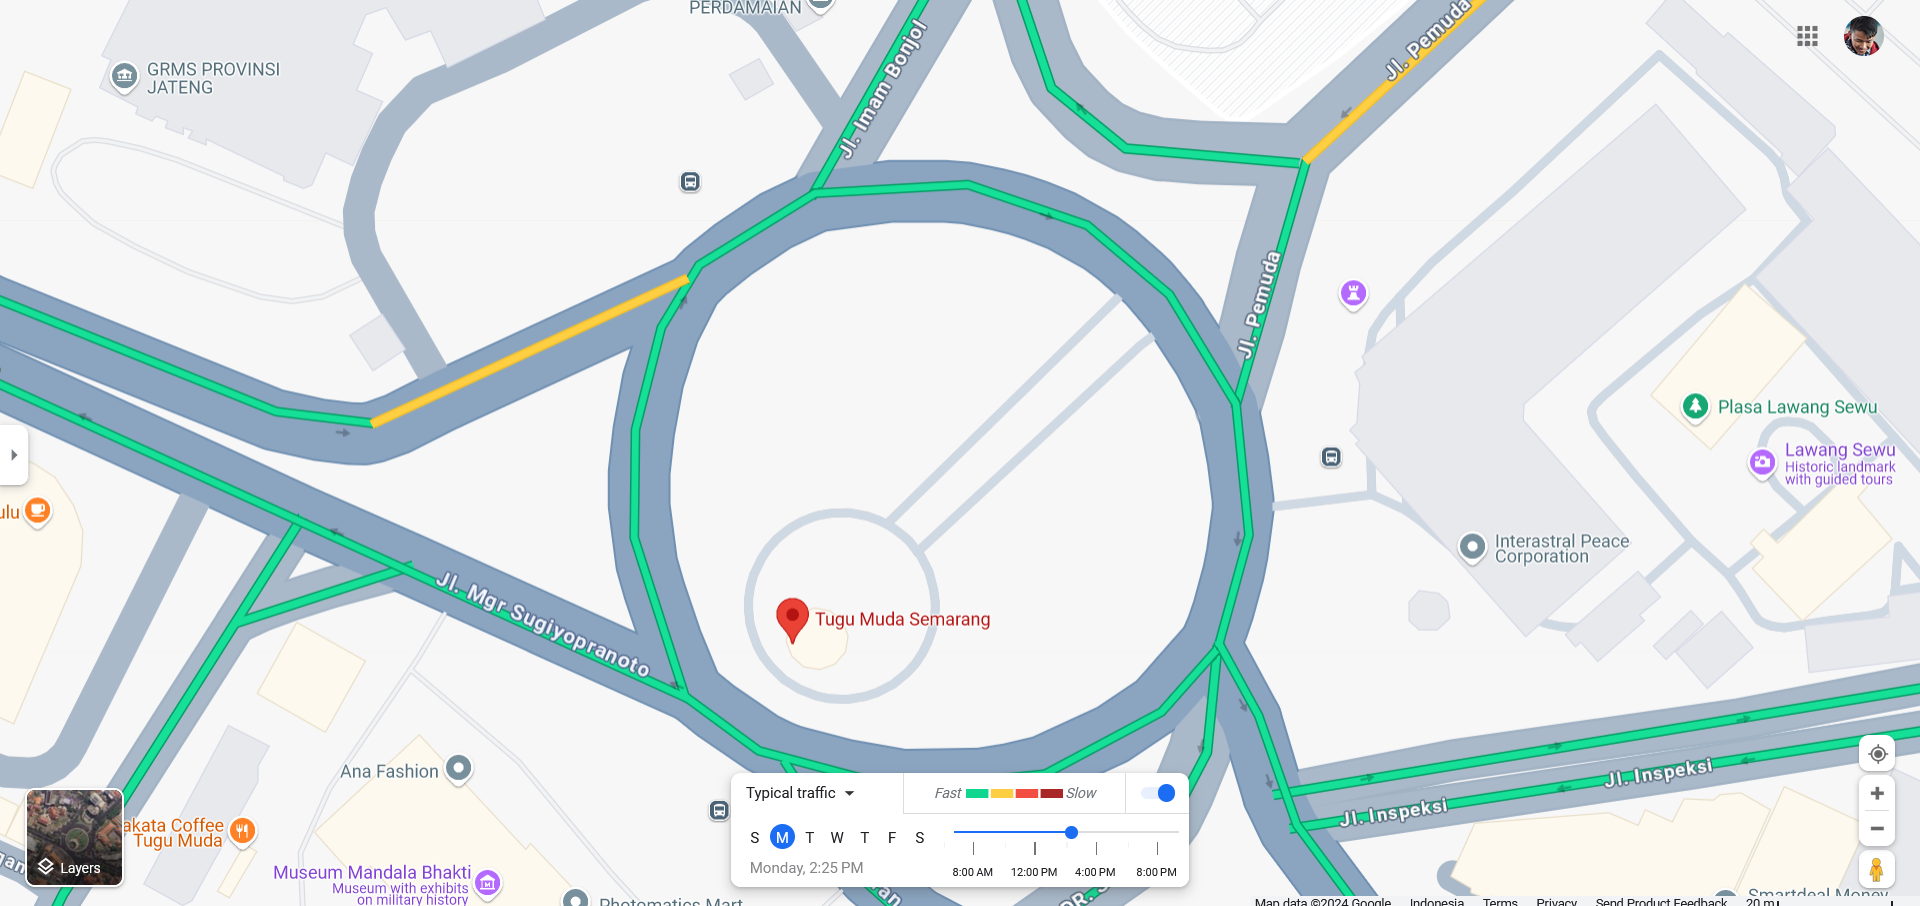 PERDAMAIAN
Jl. Pemuda
Jl. Imam Bonjol
GRMS PROVINSI
JATENG
Jl. Pemuda
Plasa Lawang Sewu
Lawang Sewu
Historic landmark
with guided tours
Interastral Peace
Corporation
Jl. Mgr Sugiyopranoto
Tugu Muda Semarang
Ana Fashion
Jl. Inspeksi
Jl. Inspeksi
akata Coffee
Tugu Muda
Layers
Museum Mandala Bhakti
Museum with exhibits
on military history
Photomatics Mart
Smartdeal Money
Typical traffic
Fast
Slow
S M T W T F S
Monday, 2:25 PM
8:00 AM 12:00 PM 4:00 PM 8:00 PM
Map data ©2024 Google Indonesia Terms Privacy Send Product Feedback 20 m